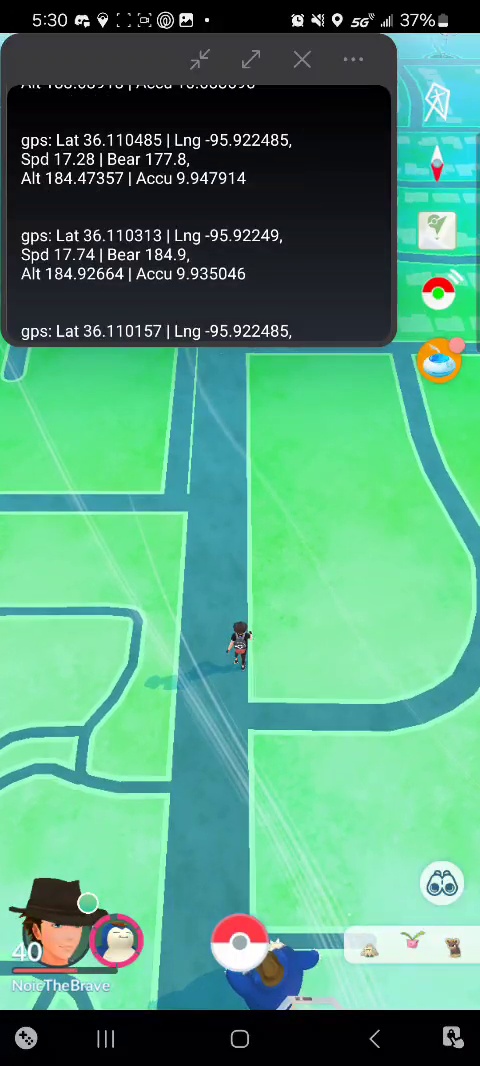 5:30
5G
37%
gps: Lat 36.110485 | Lng -95.922485,
Spd 17.28 | Bear 177.8,
Alt 184.47357 | Accu 9.947914
gps: Lat 36.110313 | Lng -95.92249,
Spd 17.74 | Bear 184.9,
Alt 184.92664 | Accu 9.935046
gps: Lat 36.110157 | Lng -95.922485,
40
NoicTheBrave